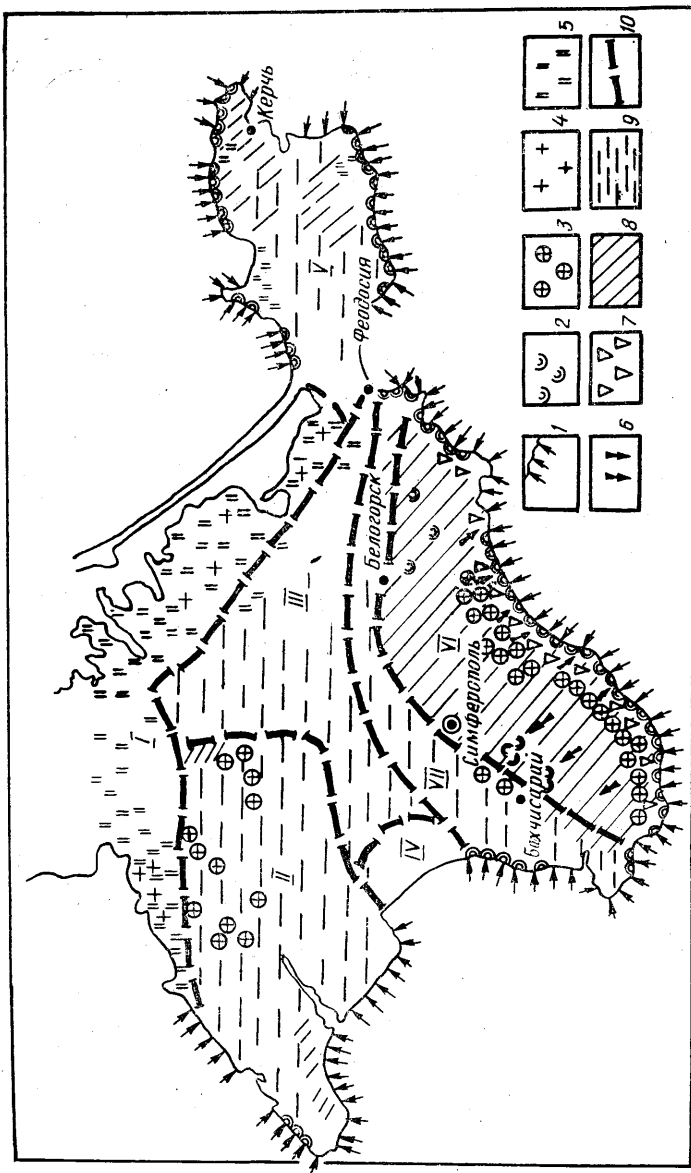 I
Керчь
II
III
V
Феодосия
Белогорск
IV
VII
VI
Симферополь
Бахчисарай
1 2 3 4 5
6 7 8 9 10